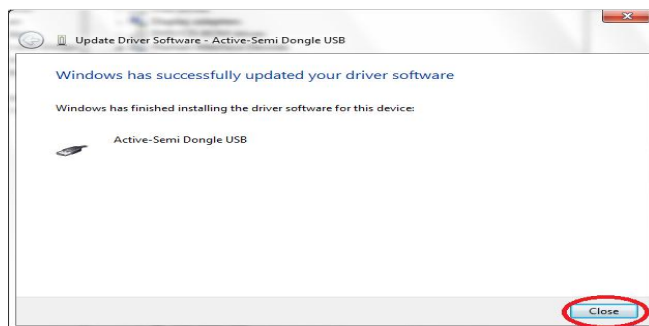 Update Driver Software - Active-Semi Dongle USB
Windows has successfully updated your driver software
Windows has finished installing the driver software for this device:
Active-Semi Dongle USB
Close